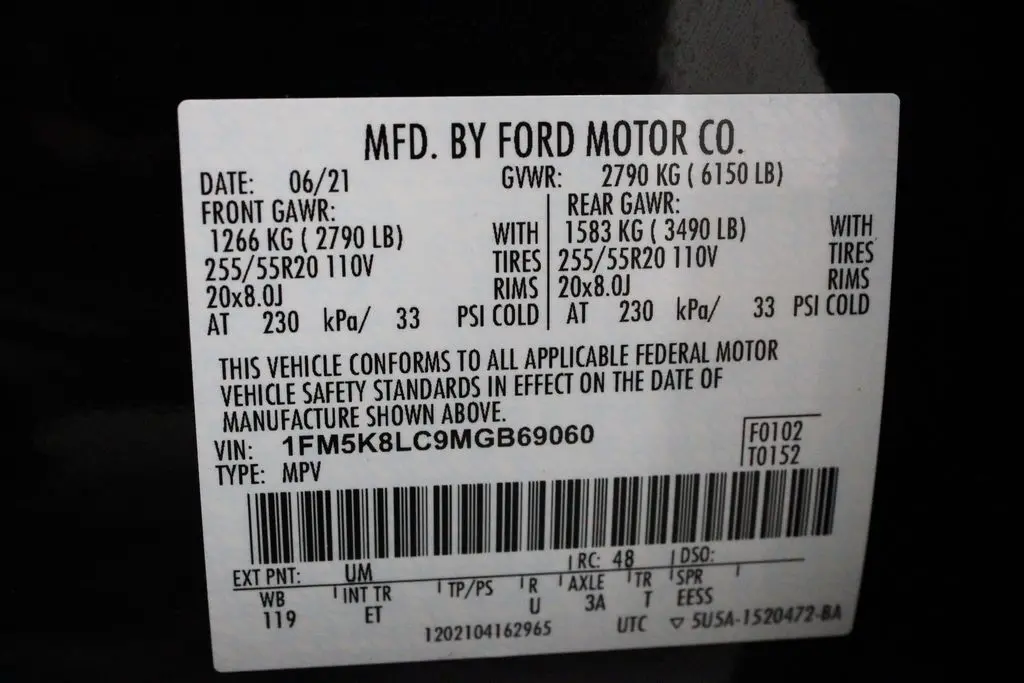 MFD. BY FORD MOTOR CO.
DATE: 06/21 GVWR: 2790 KG ( 6150 LB)
FRONT GAWR: REAR GAWR:
1266 KG ( 2790 LB) WITH 1583 KG ( 3490 LB) WITH
255/55R20 110V TIRES 255/55R20 110V TIRES
20x8.0J RIMS 20x8.0J RIMS
AT 230 kPa/ 33 PSI COLD AT 230 kPa/ 33 PSI COLD
THIS VEHICLE CONFORMS TO ALL APPLICABLE FEDERAL MOTOR
VEHICLE SAFETY STANDARDS IN EFFECT ON THE DATE OF
MANUFACTURE SHOWN ABOVE.
VIN: 1FM5K8LC9MGB69060 F0102
TYPE: MPV T0152
EXT PNT: UM RC: 48 DSO:
WB INT TR TP/PS R AXLE TR SPR
119 ET U 3A T EESS
1202104162965 UTC ▽ 5U5A-1520472-BA